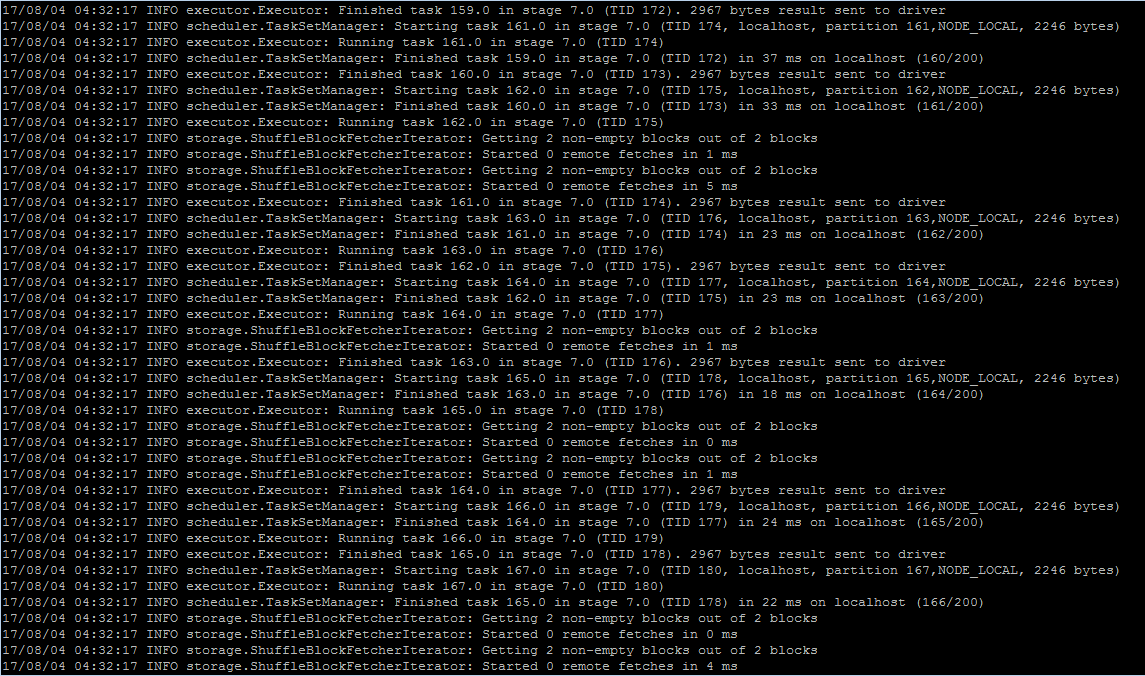 17/08/04 04:32:17 INFO executor.Executor: Finished task 159.0 in stage 7.0 (TID 172). 2967 bytes result sent to driver
17/08/04 04:32:17 INFO scheduler.TaskSetManager: Starting task 161.0 in stage 7.0 (TID 174, localhost, partition 161,NODE_LOCAL, 2246 bytes)
17/08/04 04:32:17 INFO executor.Executor: Running task 161.0 in stage 7.0 (TID 174)
17/08/04 04:32:17 INFO scheduler.TaskSetManager: Finished task 159.0 in stage 7.0 (TID 172) in 37 ms on localhost (160/200)
17/08/04 04:32:17 INFO executor.Executor: Finished task 160.0 in stage 7.0 (TID 173). 2967 bytes result sent to driver
17/08/04 04:32:17 INFO scheduler.TaskSetManager: Starting task 162.0 in stage 7.0 (TID 175, localhost, partition 162,NODE_LOCAL, 2246 bytes)
17/08/04 04:32:17 INFO scheduler.TaskSetManager: Finished task 160.0 in stage 7.0 (TID 173) in 33 ms on localhost (161/200)
17/08/04 04:32:17 INFO executor.Executor: Running task 162.0 in stage 7.0 (TID 175)
17/08/04 04:32:17 INFO storage.ShuffleBlockFetcherIterator: Getting 2 non-empty blocks out of 2 blocks
17/08/04 04:32:17 INFO storage.ShuffleBlockFetcherIterator: Started 0 remote fetches in 1 ms
17/08/04 04:32:17 INFO storage.ShuffleBlockFetcherIterator: Getting 2 non-empty blocks out of 2 blocks
17/08/04 04:32:17 INFO storage.ShuffleBlockFetcherIterator: Started 0 remote fetches in 5 ms
17/08/04 04:32:17 INFO executor.Executor: Finished task 161.0 in stage 7.0 (TID 174). 2967 bytes result sent to driver
17/08/04 04:32:17 INFO scheduler.TaskSetManager: Starting task 163.0 in stage 7.0 (TID 176, localhost, partition 163,NODE_LOCAL, 2246 bytes)
17/08/04 04:32:17 INFO scheduler.TaskSetManager: Finished task 161.0 in stage 7.0 (TID 174) in 23 ms on localhost (162/200)
17/08/04 04:32:17 INFO executor.Executor: Running task 163.0 in stage 7.0 (TID 176)
17/08/04 04:32:17 INFO executor.Executor: Finished task 162.0 in stage 7.0 (TID 175). 2967 bytes result sent to driver
17/08/04 04:32:17 INFO scheduler.TaskSetManager: Starting task 164.0 in stage 7.0 (TID 177, localhost, partition 164,NODE_LOCAL, 2246 bytes)
17/08/04 04:32:17 INFO scheduler.TaskSetManager: Finished task 162.0 in stage 7.0 (TID 175) in 23 ms on localhost (163/200)
17/08/04 04:32:17 INFO executor.Executor: Running task 164.0 in stage 7.0 (TID 177)
17/08/04 04:32:17 INFO storage.ShuffleBlockFetcherIterator: Getting 2 non-empty blocks out of 2 blocks
17/08/04 04:32:17 INFO storage.ShuffleBlockFetcherIterator: Started 0 remote fetches in 1 ms
17/08/04 04:32:17 INFO executor.Executor: Finished task 163.0 in stage 7.0 (TID 176). 2967 bytes result sent to driver
17/08/04 04:32:17 INFO scheduler.TaskSetManager: Starting task 165.0 in stage 7.0 (TID 178, localhost, partition 165,NODE_LOCAL, 2246 bytes)
17/08/04 04:32:17 INFO scheduler.TaskSetManager: Finished task 163.0 in stage 7.0 (TID 176) in 18 ms on localhost (164/200)
17/08/04 04:32:17 INFO executor.Executor: Running task 165.0 in stage 7.0 (TID 178)
17/08/04 04:32:17 INFO storage.ShuffleBlockFetcherIterator: Getting 2 non-empty blocks out of 2 blocks
17/08/04 04:32:17 INFO storage.ShuffleBlockFetcherIterator: Started 0 remote fetches in 0 ms
17/08/04 04:32:17 INFO storage.ShuffleBlockFetcherIterator: Getting 2 non-empty blocks out of 2 blocks
17/08/04 04:32:17 INFO storage.ShuffleBlockFetcherIterator: Started 0 remote fetches in 1 ms
17/08/04 04:32:17 INFO executor.Executor: Finished task 164.0 in stage 7.0 (TID 177). 2967 bytes result sent to driver
17/08/04 04:32:17 INFO scheduler.TaskSetManager: Starting task 166.0 in stage 7.0 (TID 179, localhost, partition 166,NODE_LOCAL, 2246 bytes)
17/08/04 04:32:17 INFO scheduler.TaskSetManager: Finished task 164.0 in stage 7.0 (TID 177) in 24 ms on localhost (165/200)
17/08/04 04:32:17 INFO executor.Executor: Running task 166.0 in stage 7.0 (TID 179)
17/08/04 04:32:17 INFO executor.Executor: Finished task 165.0 in stage 7.0 (TID 178). 2967 bytes result sent to driver
17/08/04 04:32:17 INFO scheduler.TaskSetManager: Starting task 167.0 in stage 7.0 (TID 180, localhost, partition 167,NODE_LOCAL, 2246 bytes)
17/08/04 04:32:17 INFO executor.Executor: Running task 167.0 in stage 7.0 (TID 180)
17/08/04 04:32:17 INFO scheduler.TaskSetManager: Finished task 165.0 in stage 7.0 (TID 178) in 22 ms on localhost (166/200)
17/08/04 04:32:17 INFO storage.ShuffleBlockFetcherIterator: Getting 2 non-empty blocks out of 2 blocks
17/08/04 04:32:17 INFO storage.ShuffleBlockFetcherIterator: Started 0 remote fetches in 0 ms
17/08/04 04:32:17 INFO storage.ShuffleBlockFetcherIterator: Getting 2 non-empty blocks out of 2 blocks
17/08/04 04:32:17 INFO storage.ShuffleBlockFetcherIterator: Started 0 remote fetches in 4 ms